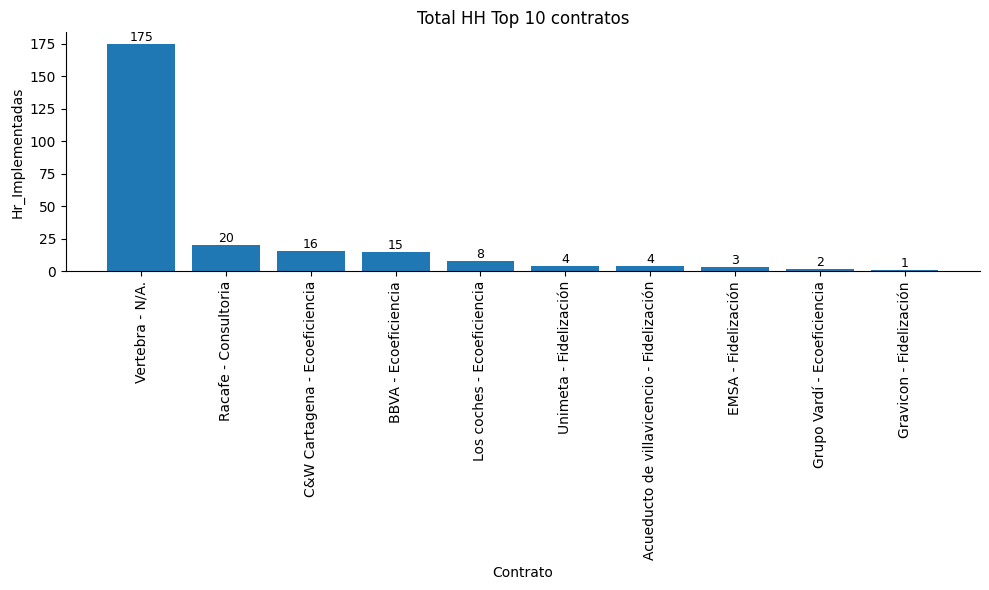 Total HH Top 10 contratos
Hr_Implementadas
175
150
125
100
75
50
25
0
175
20
16
15
8
4
4
3
2
1
Vertebra - N/A.
Racafe - Consultoria
C&W Cartagena - Ecoeficiencia
BBVA - Ecoeficiencia
Los coches - Ecoeficiencia
Unimeta - Fidelización
Acueducto de villavicencio - Fidelización
EMSA - Fidelización
Grupo Vardí - Ecoeficiencia
Gravicon - Fidelización
Contrato